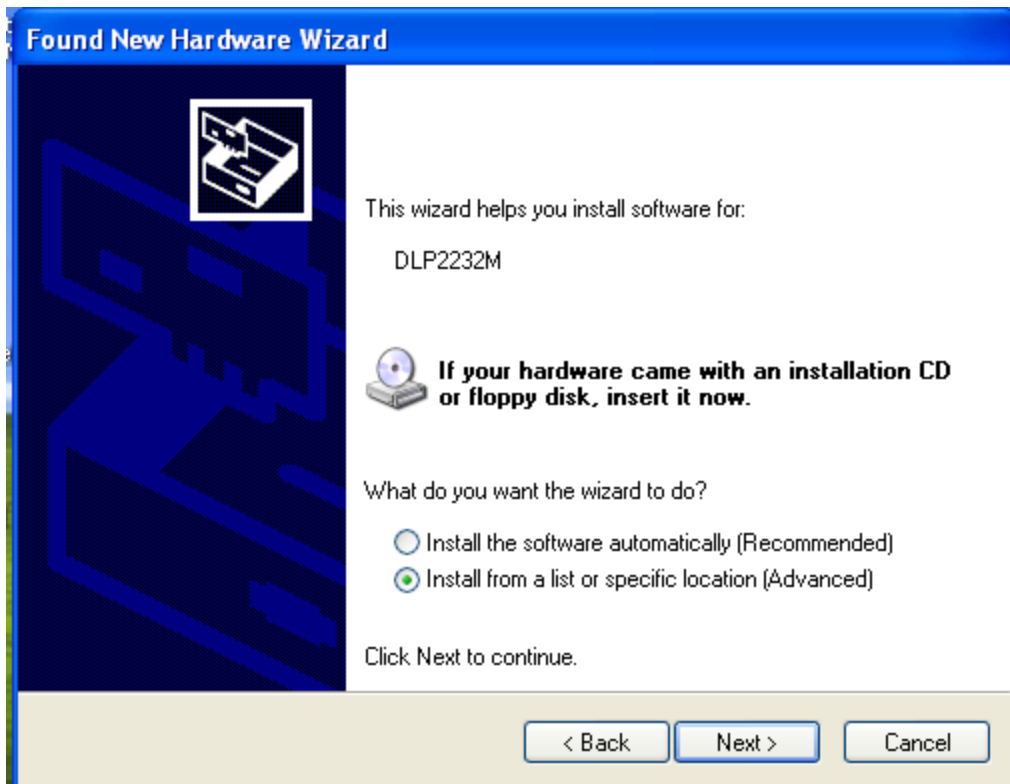 Found New Hardware Wizard
This wizard helps you install software for:
DLP2232M
If your hardware came with an installation CD
or floppy disk, insert it now.
What do you want the wizard to do?
Install the software automatically (Recommended)
Install from a list or specific location (Advanced)
Click Next to continue.
< Back
Next >
Cancel